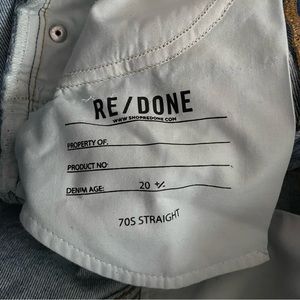 RE/DONE
WWW.SHOPREDONE.COM
PROPERTY OF:
PRODUCT NO:
DENIM AGE: 20 +/-
70S STRAIGHT